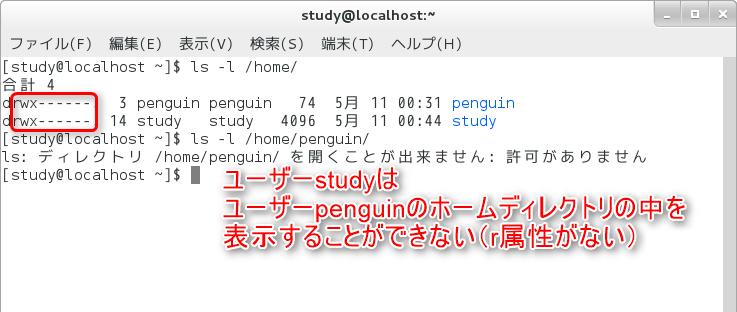 study@localhost:~
ファイル(F) 編集(E) 表示(V) 検索(S) 端末(T) ヘルプ(H)
[study@localhost ~]$ ls -l /home/
合計 4
drwx------  3 penguin penguin   74  5月 11 00:31 penguin
drwx------ 14 study   study   4096  5月 11 00:44 study
[study@localhost ~]$ ls -l /home/penguin/
ls: ディレクトリ /home/penguin/ を開くことが出来ません: 許可がありません
[study@localhost ~]$
ユーザーstudyは
ユーザーpenguinのホームディレクトリの中を
表示することができない(r属性がない)